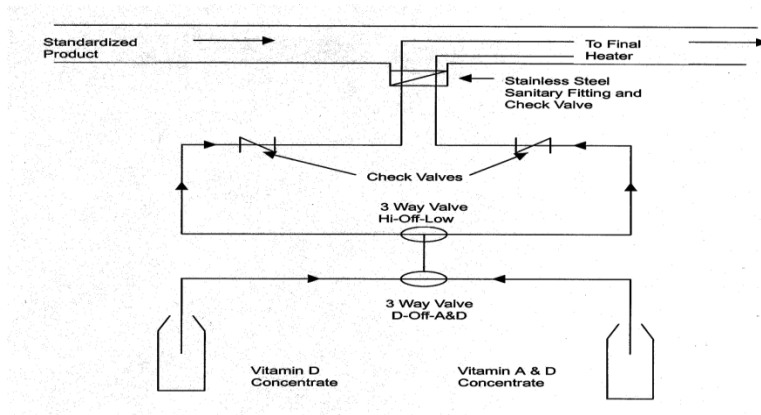 Standardized
Product
To Final
Heater
Stainless Steel
Sanitary Fitting and
Check Valve
Check Valves
3 Way Valve
Hi-Off-Low
3 Way Valve
D-Off-A&D
Vitamin D
Concentrate
Vitamin A & D
Concentrate